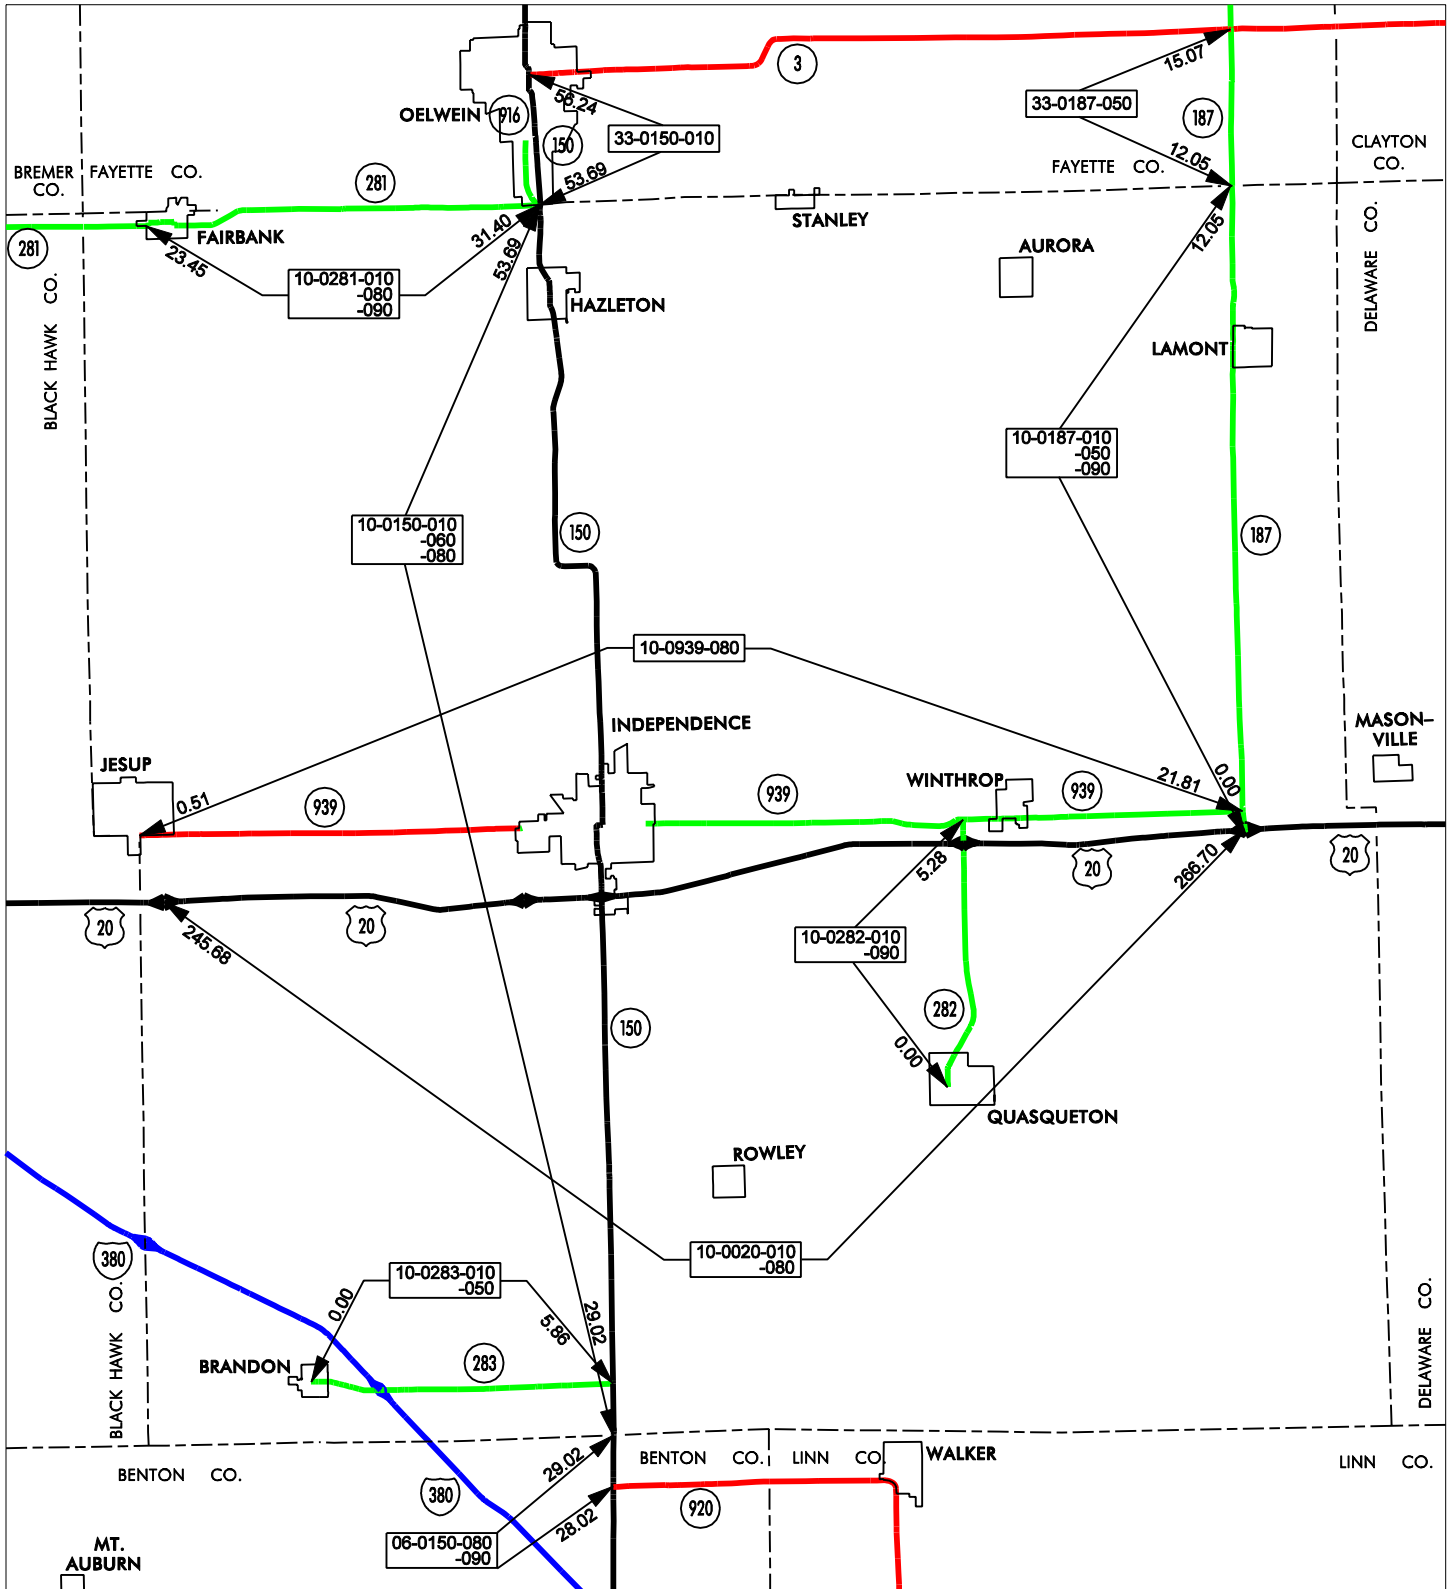 3
15.07
33-0187-050
56.24
OELWEIN
916
33-0150-010
150
187
12.05
BREMER
CO.
FAYETTE CO.
281
53.69
FAYETTE CO.
CLAYTON
CO.
STANLEY
281
FAIRBANK
23.45
31.40
53.69
12.05
AURORA
DELAWARE CO.
10-0281-010
-080
-090
HAZLETON
BLACK HAWK CO.
LAMONT
10-0187-010
-050
-090
10-0150-010
-060
-080
150
187
10-0939-080
INDEPENDENCE
MASON-
VILLE
JESUP
WINTHROP
21.81
0.00
0.51
939
939
939
5.28
20
266.70
20
20
20
245.68
10-0282-010
-090
282
150
0.00
QUASQUETON
ROWLEY
380
10-0020-010
-080
10-0283-010
-050
0.00
5.86
29.02
BLACK HAWK CO.
BRANDON
283
DELAWARE CO.
BENTON CO.
29.02
BENTON CO.
LINN CO.
WALKER
LINN CO.
380
28.02
920
06-0150-080
-090
MT.
AUBURN